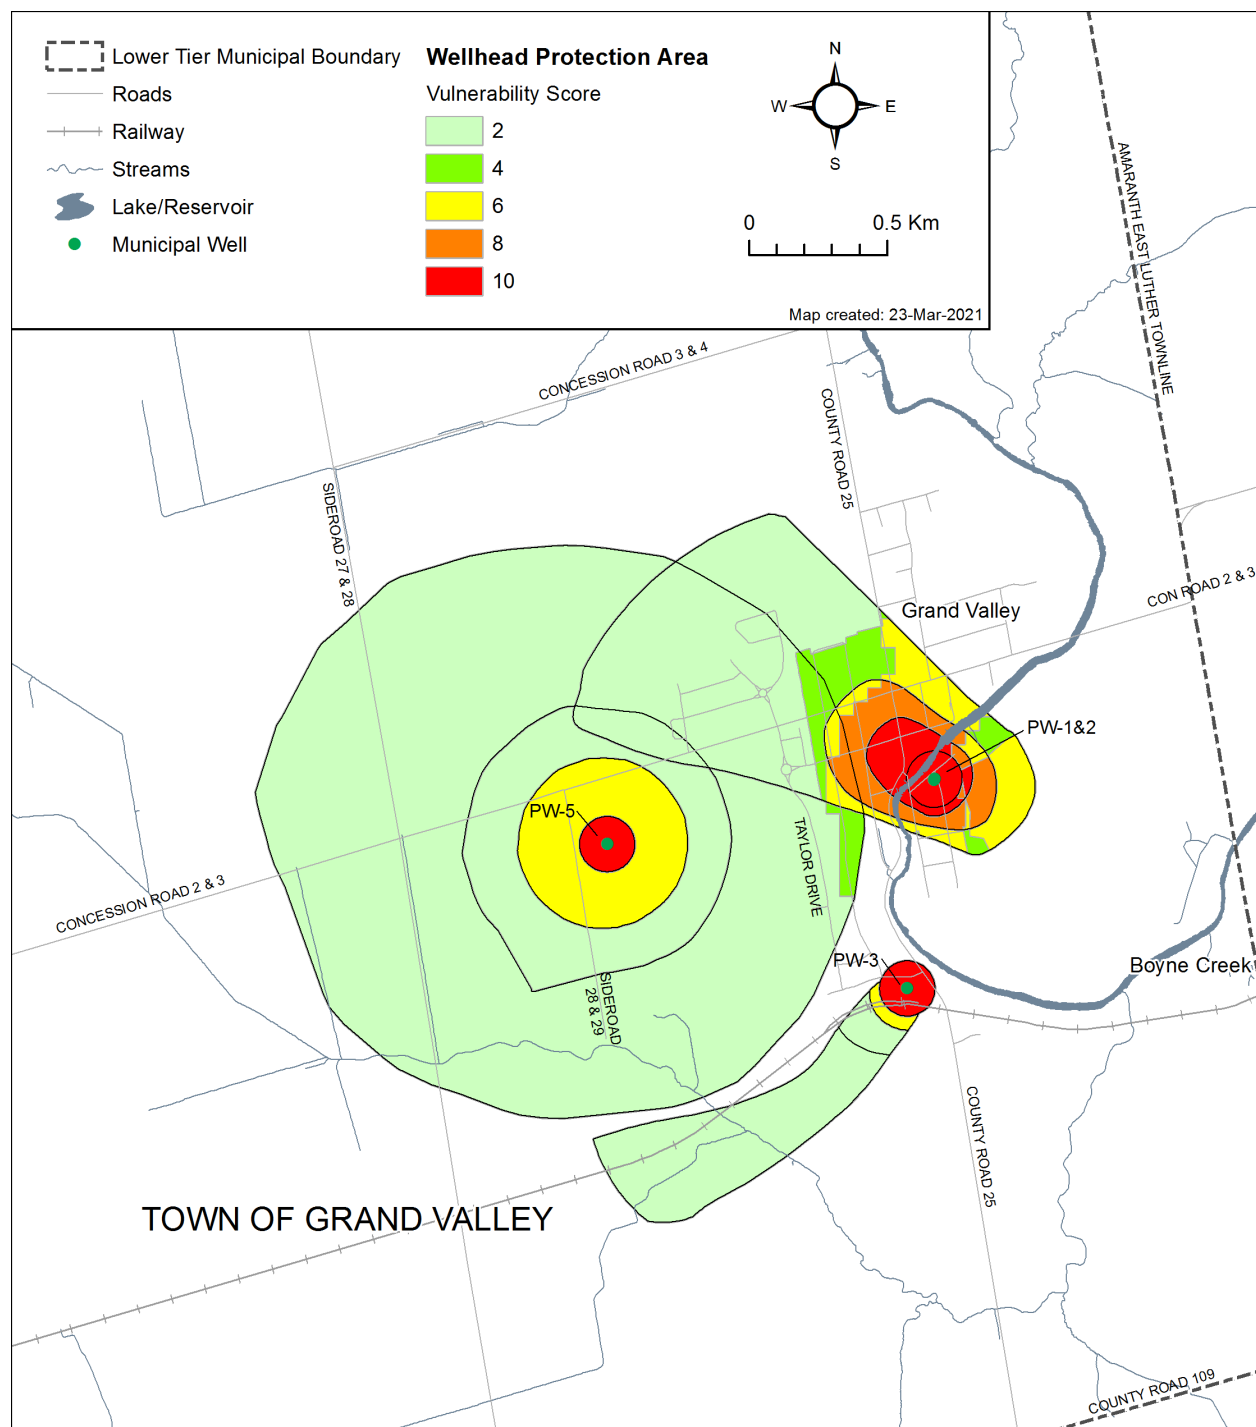 Lower Tier Municipal Boundary
Roads
Railway
Streams
Lake/Reservoir
Municipal Well
Wellhead Protection Area
Vulnerability Score
2
4
6
8
10
N
W E
S
0 0.5 Km
Map created: 23-Mar-2021
AMARANTH EAST LUTHER TOWNLINE
CONCESSION ROAD 3 & 4
COUNTY ROAD 25
SIDEROAD 27 & 28
CON ROAD 2 & 3
Grand Valley
PW-1&2
PW-5
TAYLOR DRIVE
CONCESSION ROAD 2 & 3
PW-3
Boyne Creek
SIDEROAD
28 & 29
COUNTY ROAD 25
TOWN OF GRAND VALLEY
COUNTY ROAD 109